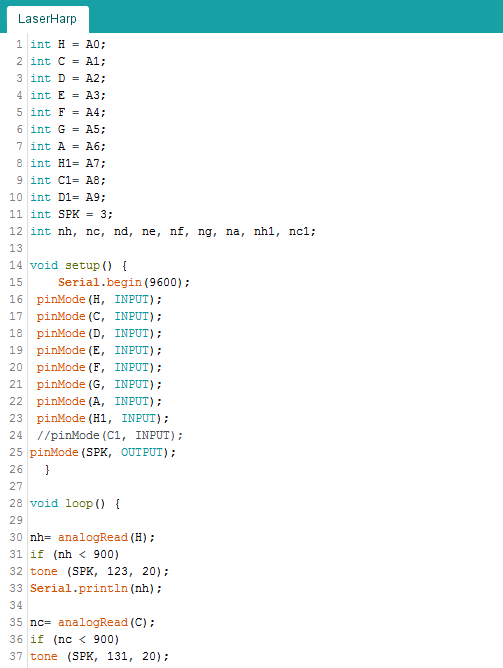 LaserHarp
1 int H = A0;
2 int C = A1;
3 int D = A2;
4 int E = A3;
5 int F = A4;
6 int G = A5;
7 int A = A6;
8 int H1= A7;
9 int C1= A8;
10 int D1= A9;
11 int SPK = 3;
12 int nh, nc, nd, ne, nf, ng, na, nh1, nc1;
13
14 void setup() {
15     Serial.begin(9600);
16  pinMode(H, INPUT);
17  pinMode(C, INPUT);
18  pinMode(D, INPUT);
19  pinMode(E, INPUT);
20  pinMode(F, INPUT);
21  pinMode(G, INPUT);
22  pinMode(A, INPUT);
23  pinMode(H1, INPUT);
24  //pinMode(C1, INPUT);
25 pinMode(SPK, OUTPUT);
26   }
27
28 void loop() {
29
30 nh= analogRead(H);
31 if (nh < 900)
32 tone (SPK, 123, 20);
33 Serial.println(nh);
34
35 nc= analogRead(C);
36 if (nc < 900)
37 tone (SPK, 131, 20);